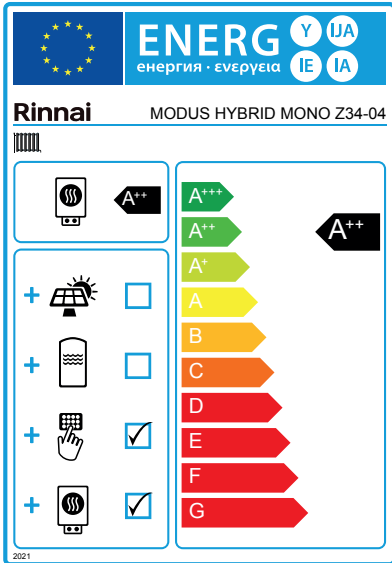 ENERG Y IJA
енергия · ενεργεια IE IA
Rinnai MODUS HYBRID MONO Z34-04
A++
A+++
A++
A++
A+
A
B
C
D
E
F
G
+
+
+
+
2021